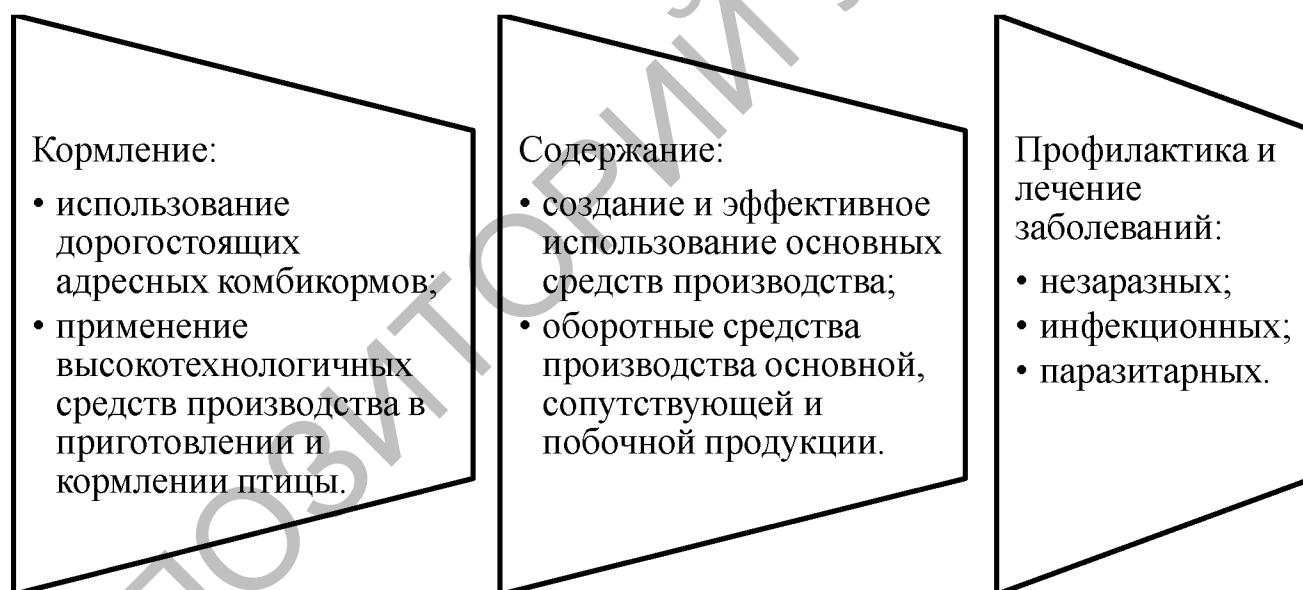 Кормление:
• использование
дорогостоящих
адресных комбикормов;
• применение
высокотехнологичных
средств производства в
приготовлении и
кормлении птицы.
Содержание:
• создание и эффективное
использование основных
средств производства;
• оборотные средства
производства основной,
сопутствующей и
побочной продукции.
Профилактика и
лечение
заболеваний:
• незаразных;
• инфекционных;
• паразитарных.